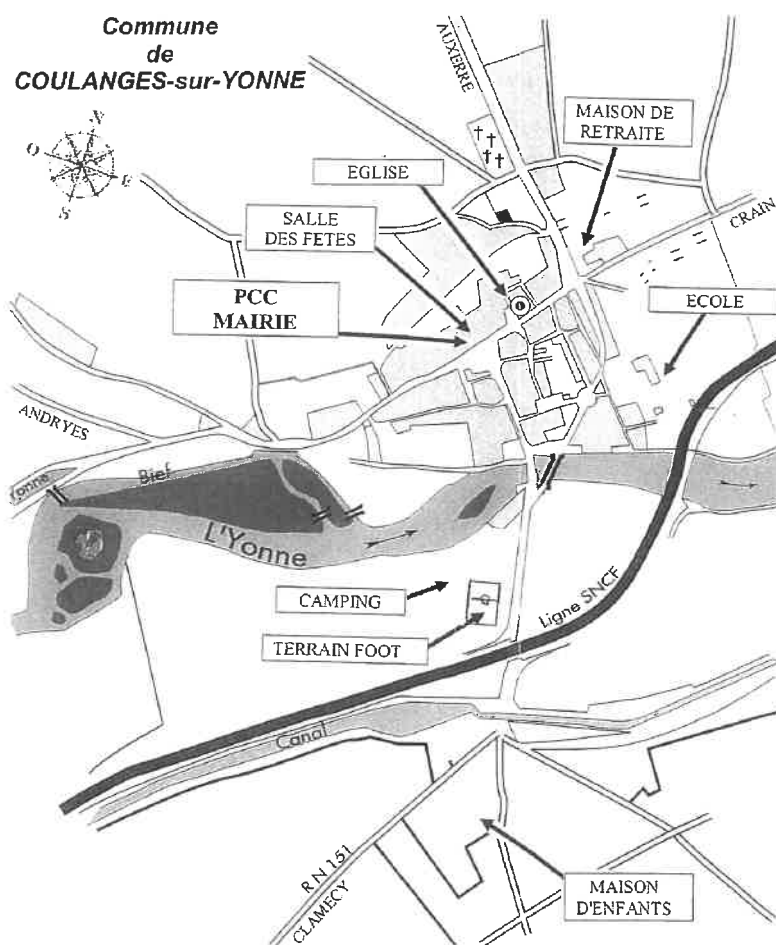 Commune
de
COULANGES-sur-YONNE
N
O
E
S
AUXERRE
MAISON DE
RETRAITE
EGLISE
SALLE
DES FETES
CRAIN
PCC
MAIRIE
ECOLE
ANDRYES
Yonne
Bief
L'Yonne
CAMPING
Ligne SNCF
TERRAIN FOOT
Canal
RN 151
CLAMECY
MAISON
D'ENFANTS